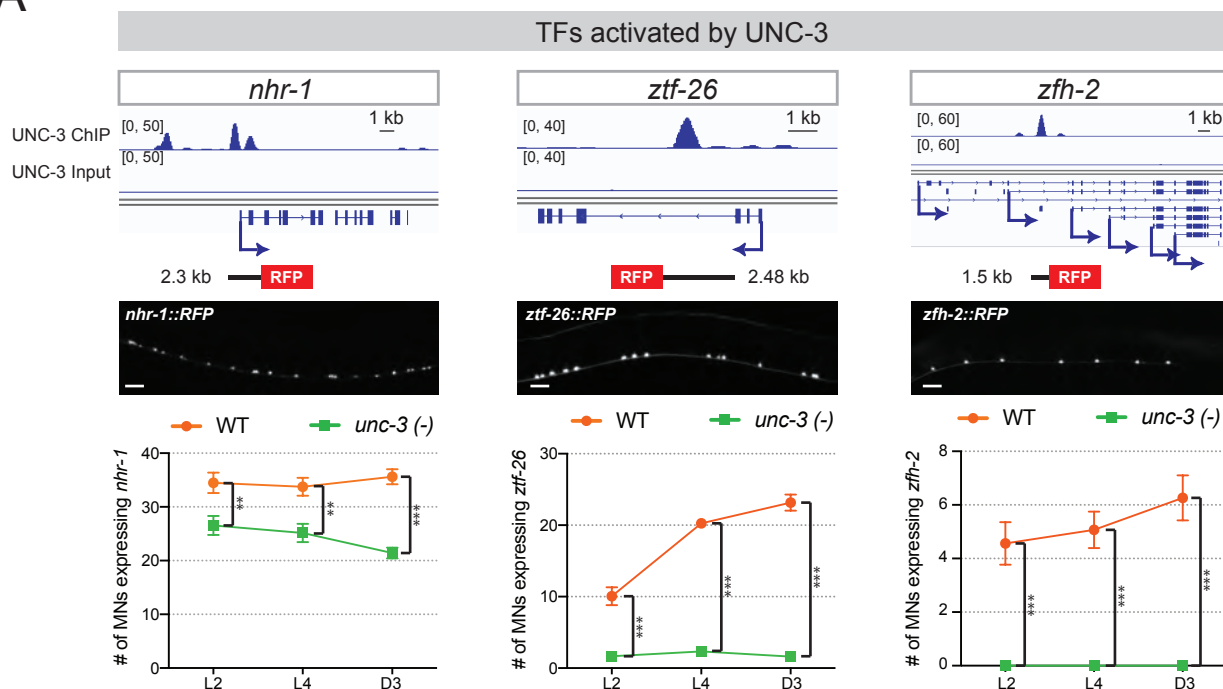 A
TFs activated by UNC-3
nhr-1
ztf-26
zfh-2
UNC-3 ChIP
UNC-3 Input
[0, 50]
1 kb
[0, 50]
[0, 40]
1 kb
[0, 40]
[0, 60]
1 kb
[0, 60]
2.3 kb
RFP
RFP
2.48 kb
1.5 kb
RFP
nhr-1::RFP
ztf-26::RFP
zfh-2::RFP
WT
unc-3 (-)
WT
unc-3 (-)
WT
unc-3 (-)
# of MNs expressing nhr-1
40
30
20
10
0
**
**
***
L2
L4
D3
# of MNs expressing ztf-26
30
20
10
0
***
***
***
L2
L4
D3
# of MNs expressing zfh-2
8
6
4
2
0
***
***
***
L2
L4
D3